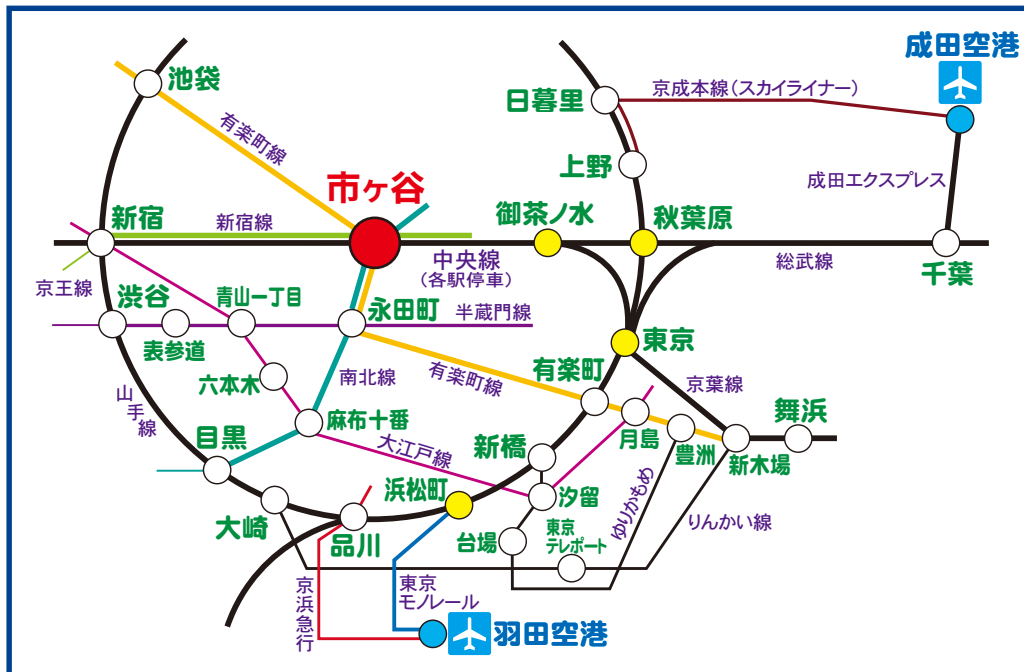 成田空港
池袋
日暮里
京成本線(スカイライナー)
有楽町線
上野
成田エクスプレス
市ヶ谷
新宿
新宿線
御茶ノ水
秋葉原
中央線
(各駅停車)
総武線
千葉
京王線
渋谷
青山一丁目
永田町
半蔵門線
表参道
東京
六本木
南北線
有楽町線
有楽町
京葉線
山手線
麻布十番
月島
豊洲
新木場
舞浜
目黒
大江戸線
新橋
浜松町
汐留
ゆりかもめ
りんかい線
大崎
品川
台場
東京
テレポート
京浜急行
東京
モノレール
羽田空港